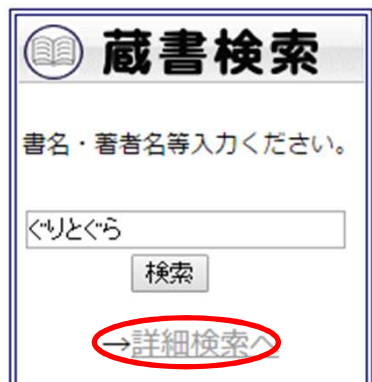 蔵書検索
書名・著者名等入力ください。
ぐりとぐら
検索
→詳細検索へ